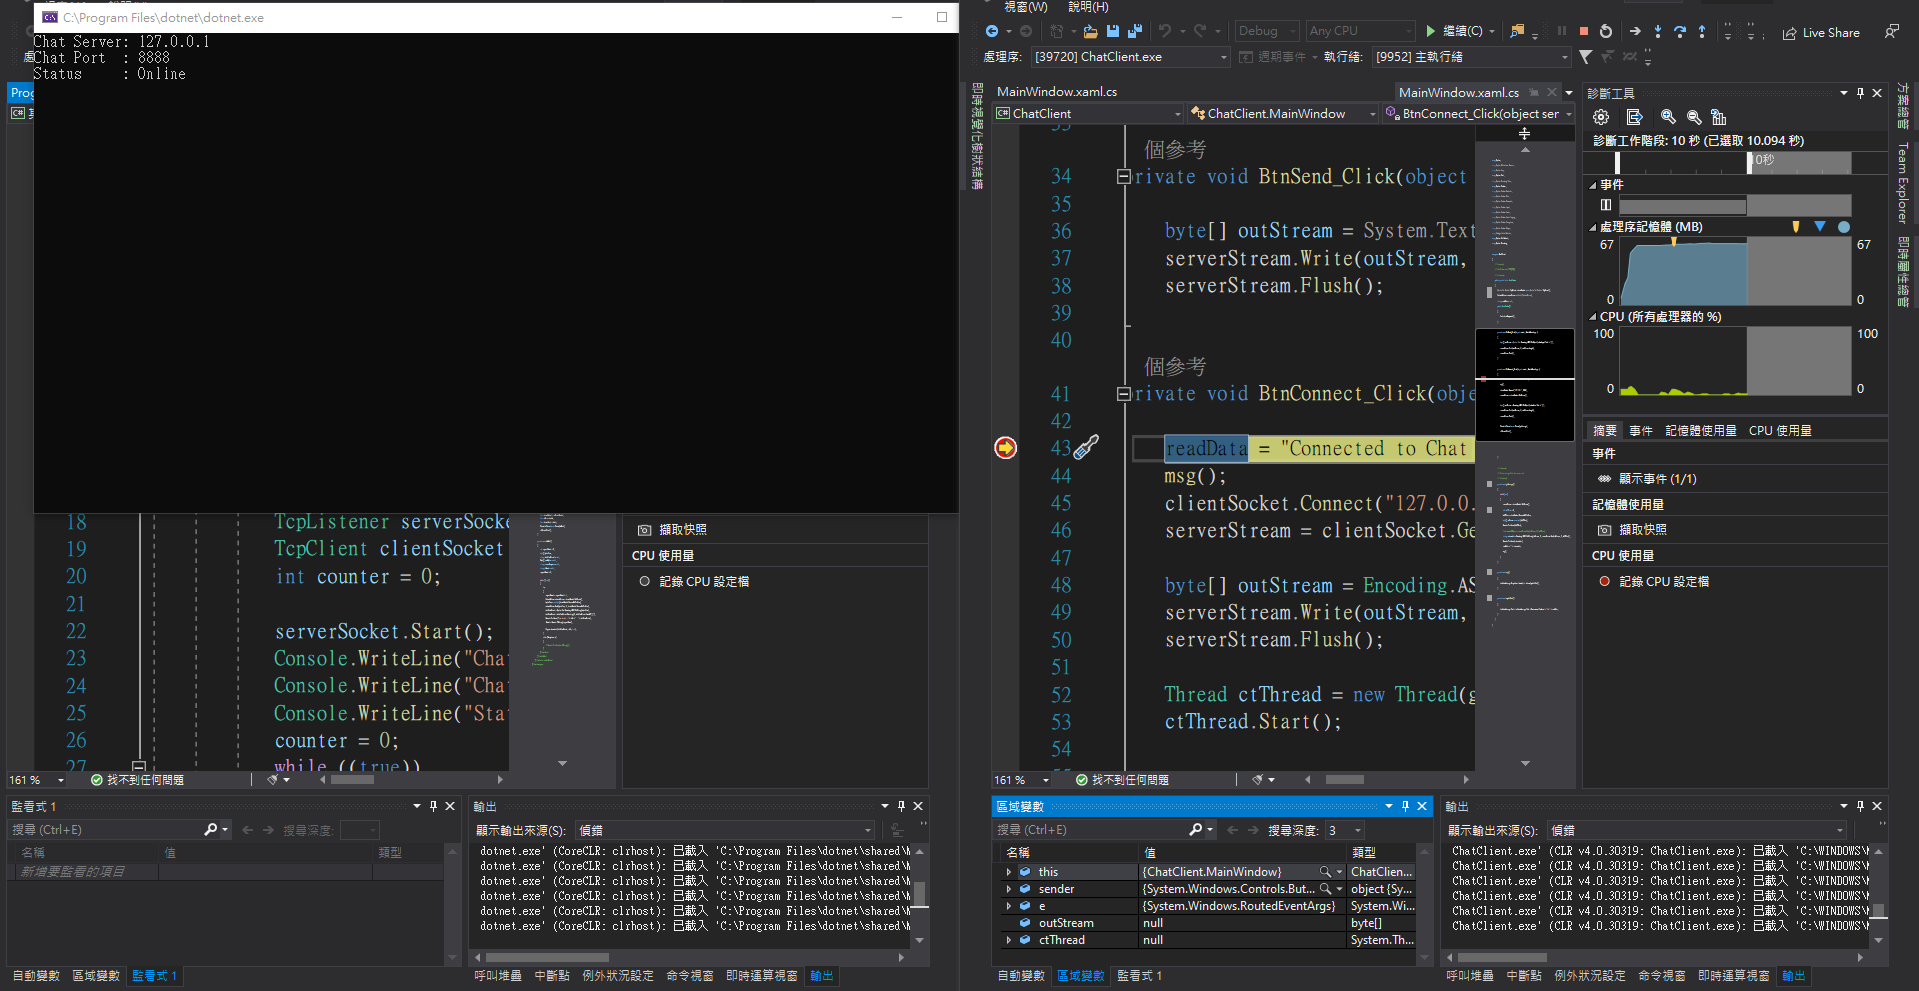 C:\Program Files\dotnet\dotnet.exe
Chat Server: 127.0.0.1
Chat Port  : 8888
Status     : Online
18 TcpListener serverSocke
19 TcpClient clientSocket
20 int counter = 0;
21
22 serverSocket.Start();
23 Console.WriteLine("Cha
24 Console.WriteLine("Cha
25 Console.WriteLine("Sta
26 counter = 0;
27 while ((true))
161 %
找不到任何問題
擷取快照
CPU 使用量
記錄 CPU 設定檔
監看式 1
搜尋 (Ctrl+E)
搜尋深度:
名稱 值 類型
新增要監看的項目
自動變數 區域變數 監看式 1
輸出
顯示輸出來源(S): 偵錯
dotnet.exe' (CoreCLR: clrhost): 已載入 'C:\Program Files\dotnet\shared\M
dotnet.exe' (CoreCLR: clrhost): 已載入 'C:\Program Files\dotnet\shared\M
dotnet.exe' (CoreCLR: clrhost): 已載入 'C:\Program Files\dotnet\shared\M
dotnet.exe' (CoreCLR: clrhost): 已載入 'C:\Program Files\dotnet\shared\M
dotnet.exe' (CoreCLR: clrhost): 已載入 'C:\Program Files\dotnet\shared\M
dotnet.exe' (CoreCLR: clrhost): 已載入 'C:\Program Files\dotnet\shared\M
呼叫堆疊 中斷點 例外狀況設定 命令視窗 即時運算視窗 輸出
視窗(W) 說明(H)
Debug Any CPU 繼續(C) Live Share
處理序: [39720] ChatClient.exe 週期事件 執行緒: [9952] 主執行緒
即時視覺化樹狀結構
MainWindow.xaml.cs MainWindow.xaml.cs
ChatClient ChatClient.MainWindow BtnConnect_Click(object ser
個參考
34 rivate void BtnSend_Click(object
35
36 byte[] outStream = System.Text
37 serverStream.Write(outStream,
38 serverStream.Flush();
39
40
個參考
41 rivate void BtnConnect_Click(obje
42
43 readData = "Connected to Chat
44 msg();
45 clientSocket.Connect("127.0.0.
46 serverStream = clientSocket.Ge
47
48 byte[] outStream = Encoding.AS
49 serverStream.Write(outStream,
50 serverStream.Flush();
51
52 Thread ctThread = new Thread(g
53 ctThread.Start();
54
161 %
找不到任何問題
診斷工具
診斷工作階段: 10 秒 (已選取 10.094 秒)
10秒
事件
處理序記憶體 (MB)
67 67
0 0
CPU (所有處理器的 %)
100 100
0 0
摘要 事件 記憶體使用量 CPU 使用量
事件
顯示事件 (1/1)
記憶體使用量
擷取快照
CPU 使用量
記錄 CPU 設定檔
方案總管
Team Explorer
即時屬性總管
區域變數
搜尋 (Ctrl+E)
搜尋深度: 3
名稱 值 類型
this {ChatClient.MainWindow} ChatClien...
sender {System.Windows.Controls.But... object {Sy...
e {System.Windows.RoutedEventArgs} System.Wi...
outStream null byte[]
ctThread null System.Th...
自動變數 區域變數 監看式 1
輸出
顯示輸出來源(S): 偵錯
ChatClient.exe' (CLR v4.0.30319: ChatClient.exe): 已載入 'C:\WINDOWS\M
ChatClient.exe' (CLR v4.0.30319: ChatClient.exe): 已載入 'C:\WINDOWS\M
ChatClient.exe' (CLR v4.0.30319: ChatClient.exe): 已載入 'C:\WINDOWS\M
ChatClient.exe' (CLR v4.0.30319: ChatClient.exe): 已載入 'C:\WINDOWS\M
ChatClient.exe' (CLR v4.0.30319: ChatClient.exe): 已載入 'C:\WINDOWS\M
ChatClient.exe' (CLR v4.0.30319: ChatClient.exe): 已載入 'C:\WINDOWS\M
呼叫堆疊 中斷點 例外狀況設定 命令視窗 即時運算視窗 輸出